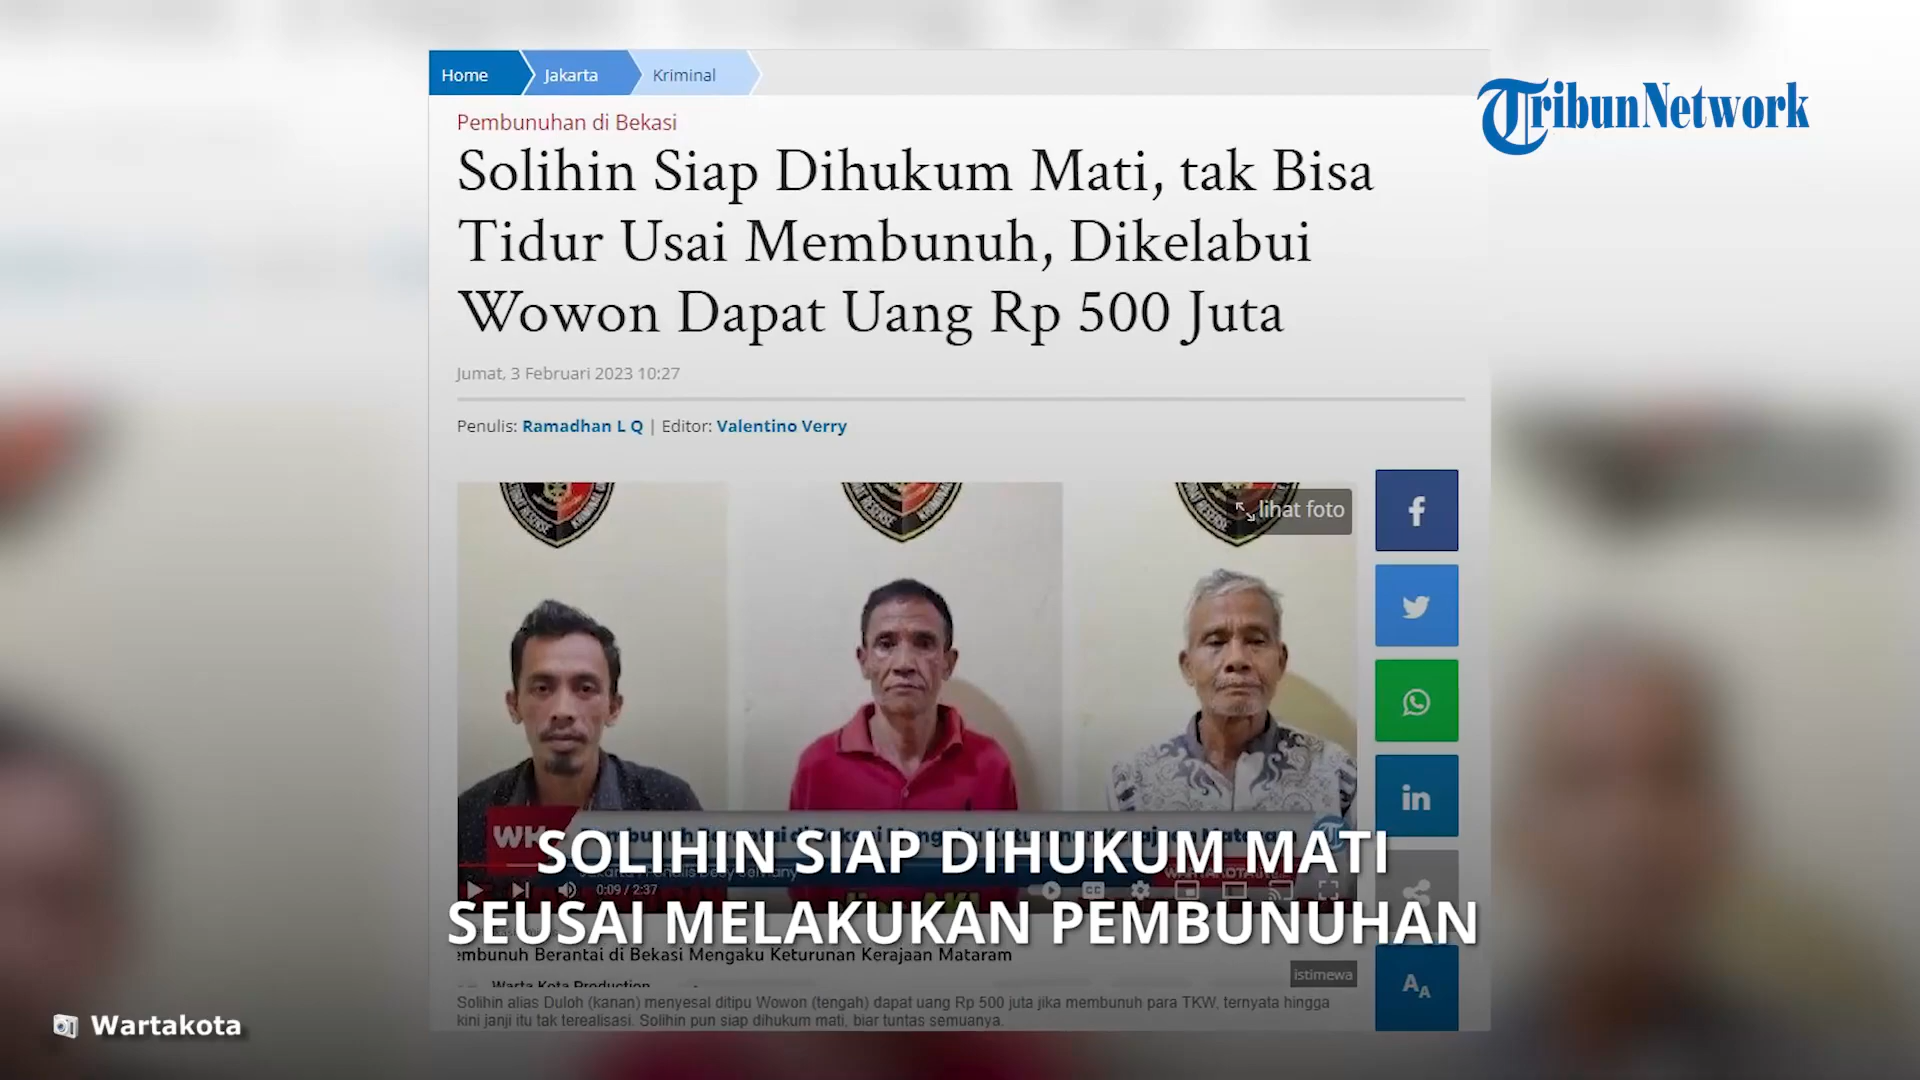 Home
Jakarta
Kriminal
TribunNetwork
Pembunuhan di Bekasi
Solihin Siap Dihukum Mati, tak Bisa
Tidur Usai Membunuh, Dikelabui
Wowon Dapat Uang Rp 500 Juta
Jumat, 3 Februari 2023 10:27
Penulis: Ramadhan L Q | Editor: Valentino Verry
lihat foto
0:09 / 2:37
CC
SOLIHIN SIAP DIHUKUM MATI
SEUSAI MELAKUKAN PEMBUNUHAN
embunuh Berantai di Bekasi Mengaku Keturunan Kerajaan Mataram
Warta Kota Production
istimewa
AA
Solihin alias Duloh (kanan) menyesal ditipu Wowon (tengah) dapat uang Rp 500 juta jika membunuh para TKW, ternyata hingga
kini janji itu tak terealisasi. Solihin pun siap dihukum mati, biar tuntas semuanya.
Wartakota